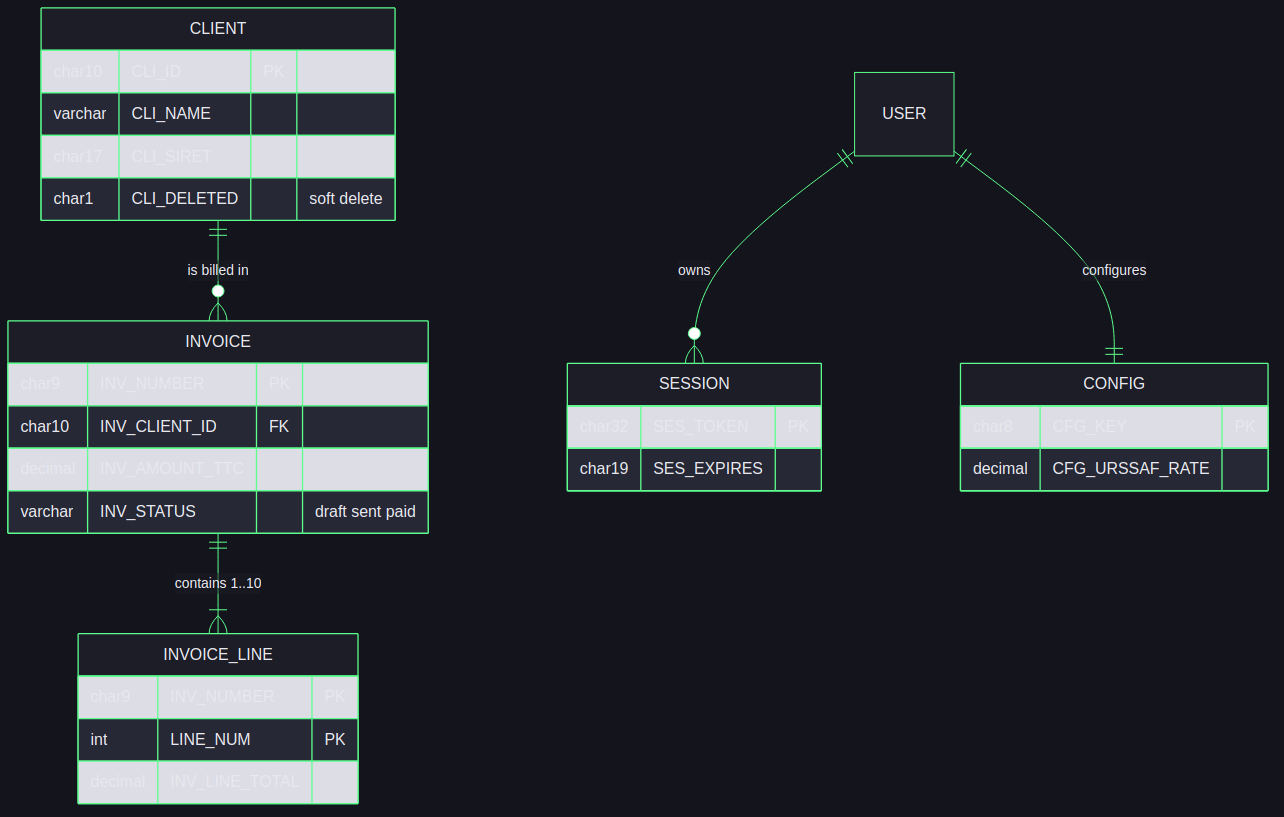 CLIENT
char10 CLI_ID PK
varchar CLI_NAME
char17 CLI_SIRET
char1 CLI_DELETED soft delete
is billed in
INVOICE
char9 INV_NUMBER PK
char10 INV_CLIENT_ID FK
decimal INV_AMOUNT_TTC
varchar INV_STATUS draft sent paid
contains 1..10
INVOICE_LINE
char9 INV_NUMBER PK
int LINE_NUM PK
decimal INV_LINE_TOTAL
USER
owns
configures
SESSION
char32 SES_TOKEN PK
char19 SES_EXPIRES
CONFIG
char8 CFG_KEY PK
decimal CFG_URSSAF_RATE